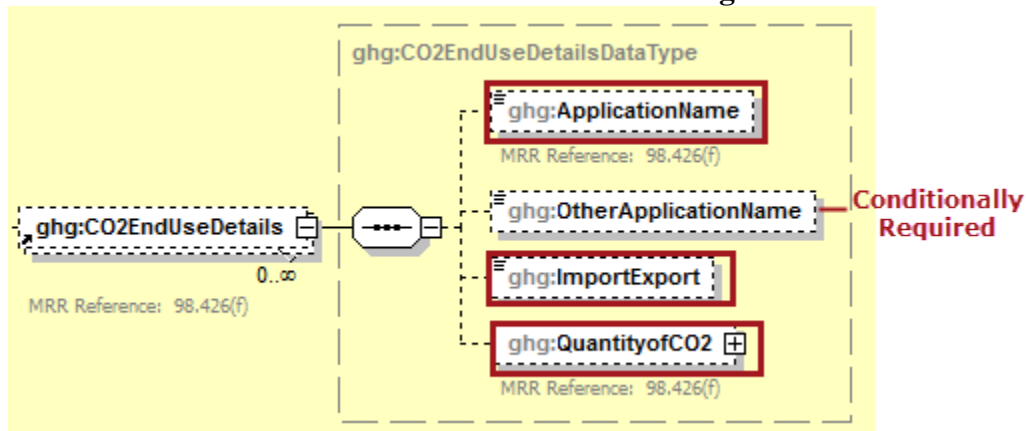 ghg:CO2EndUseDetailsDataType
ghg:ApplicationName
MRR Reference: 98.426(f)
ghg:OtherApplicationName
Conditionally
Required
ghg:CO2EndUseDetails
0..∞
MRR Reference: 98.426(f)
ghg:ImportExport
ghg:QuantityofCO2
MRR Reference: 98.426(f)